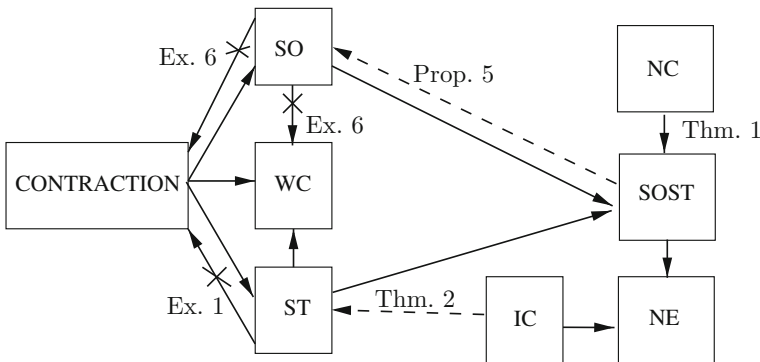 SO
Ex. 6
Prop. 5
NC
Ex. 6
Thm. 1
CONTRACTION
WC
SOST
Ex. 1
ST
Thm. 2
IC
NE